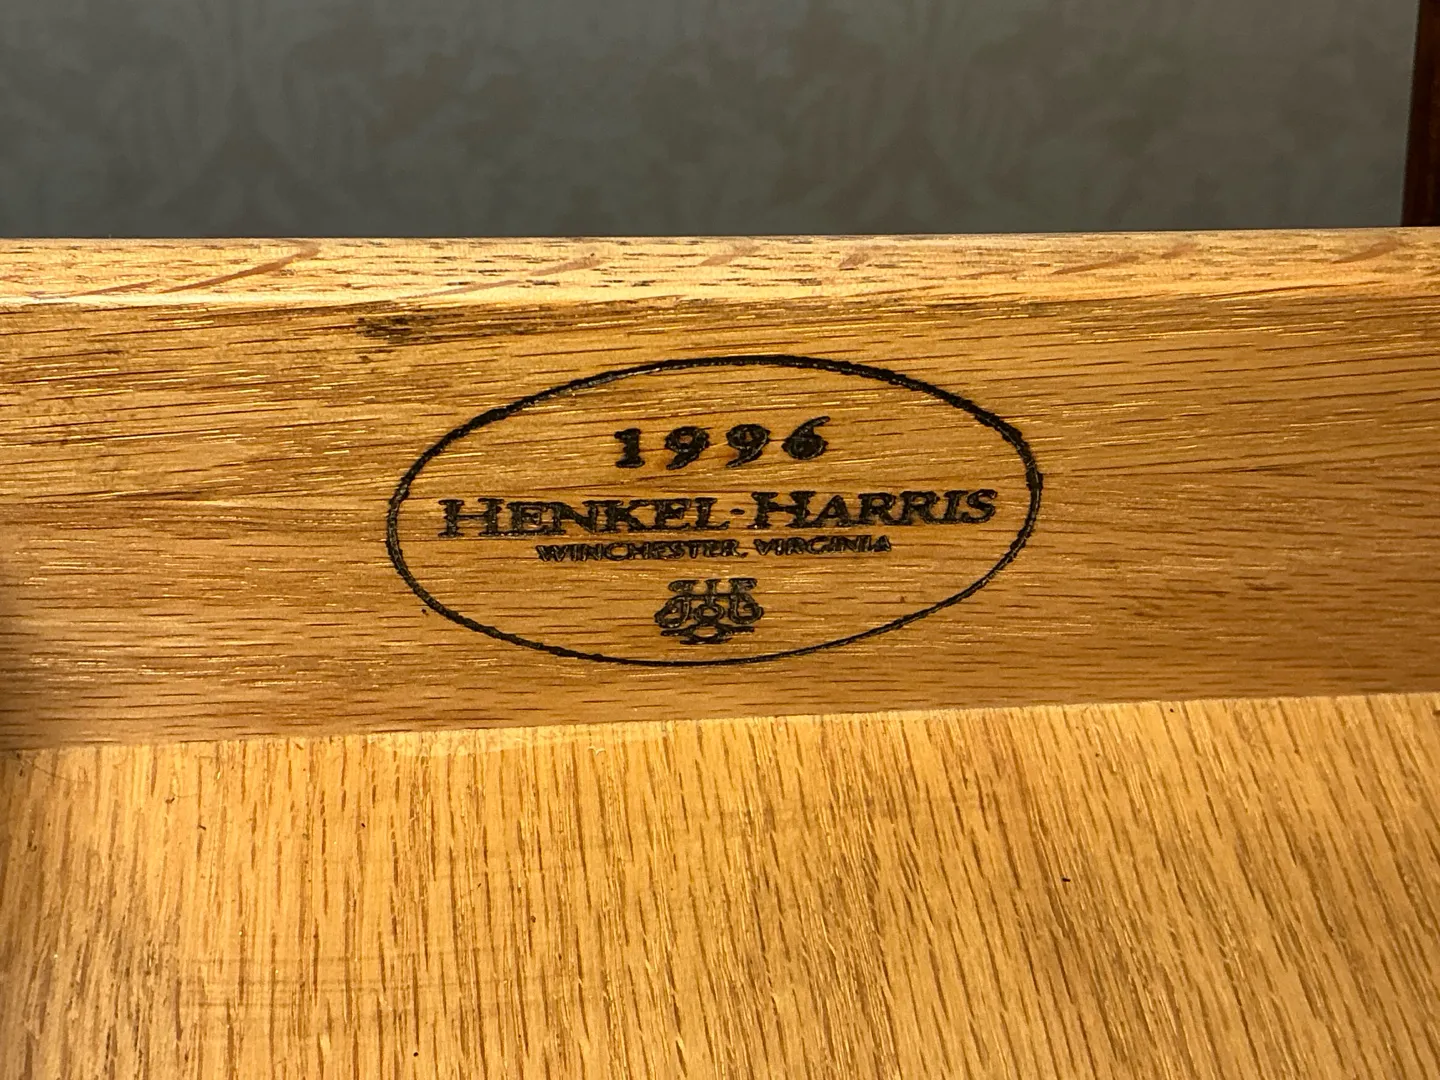 1996
HENKEL·HARRIS
WINCHESTER, VIRGINIA